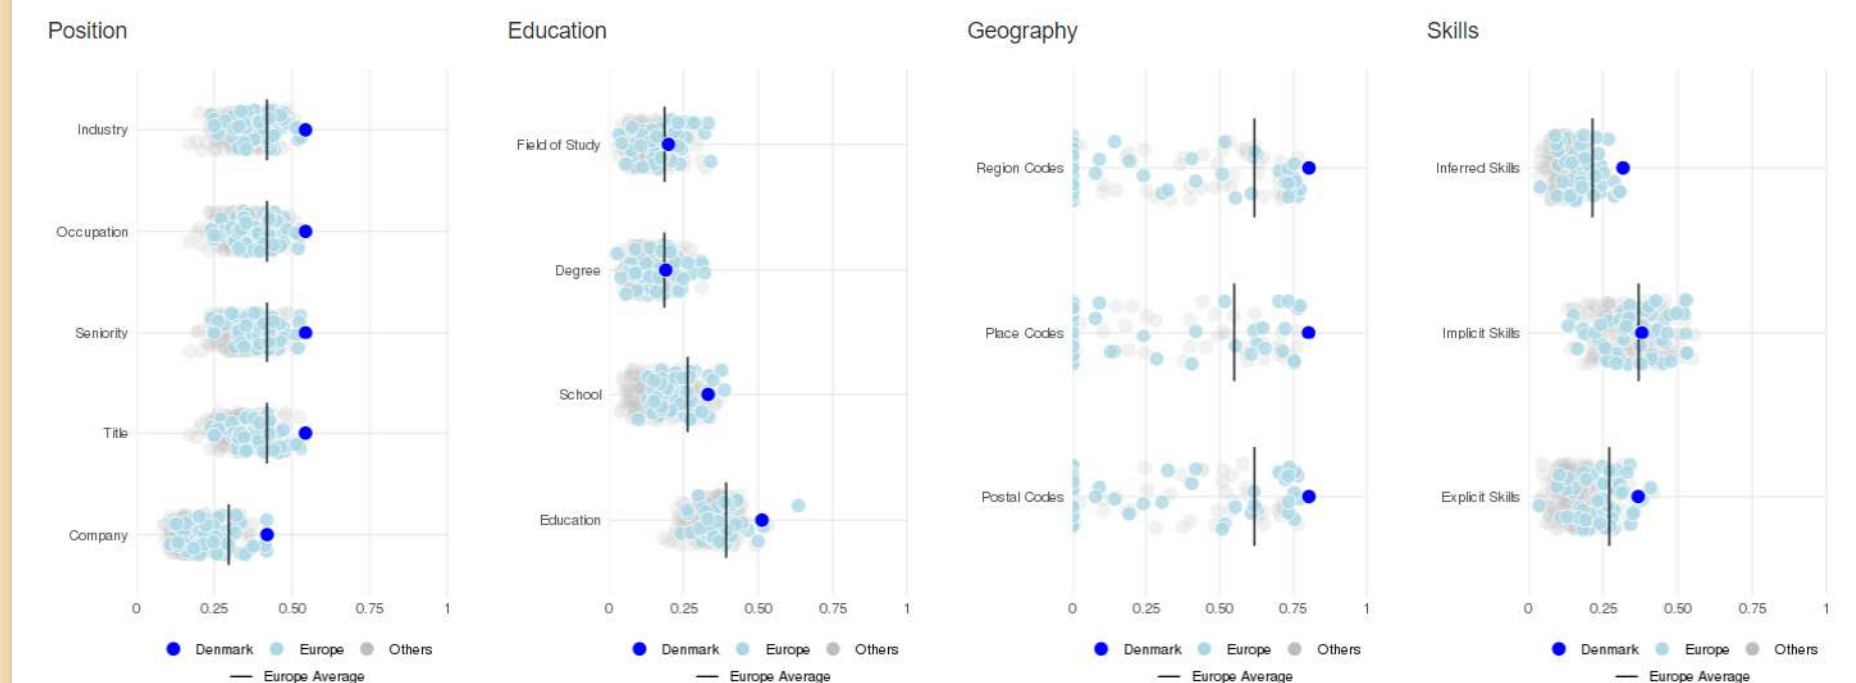 Position
Industry
Occupation
Seniority
Title
Company
0 0.25 0.50 0.75 1
Denmark Europe Others
Europe Average
Education
Field of Study
Degree
School
Education
0 0.25 0.50 0.75 1
Denmark Europe Others
Europe Average
Geography
Region Codes
Place Codes
Postal Codes
0 0.25 0.50 0.75 1
Denmark Europe Others
Europe Average
Skills
Inferred Skills
Implicit Skills
Explicit Skills
0 0.25 0.50 0.75 1
Denmark Europe Others
Europe Average